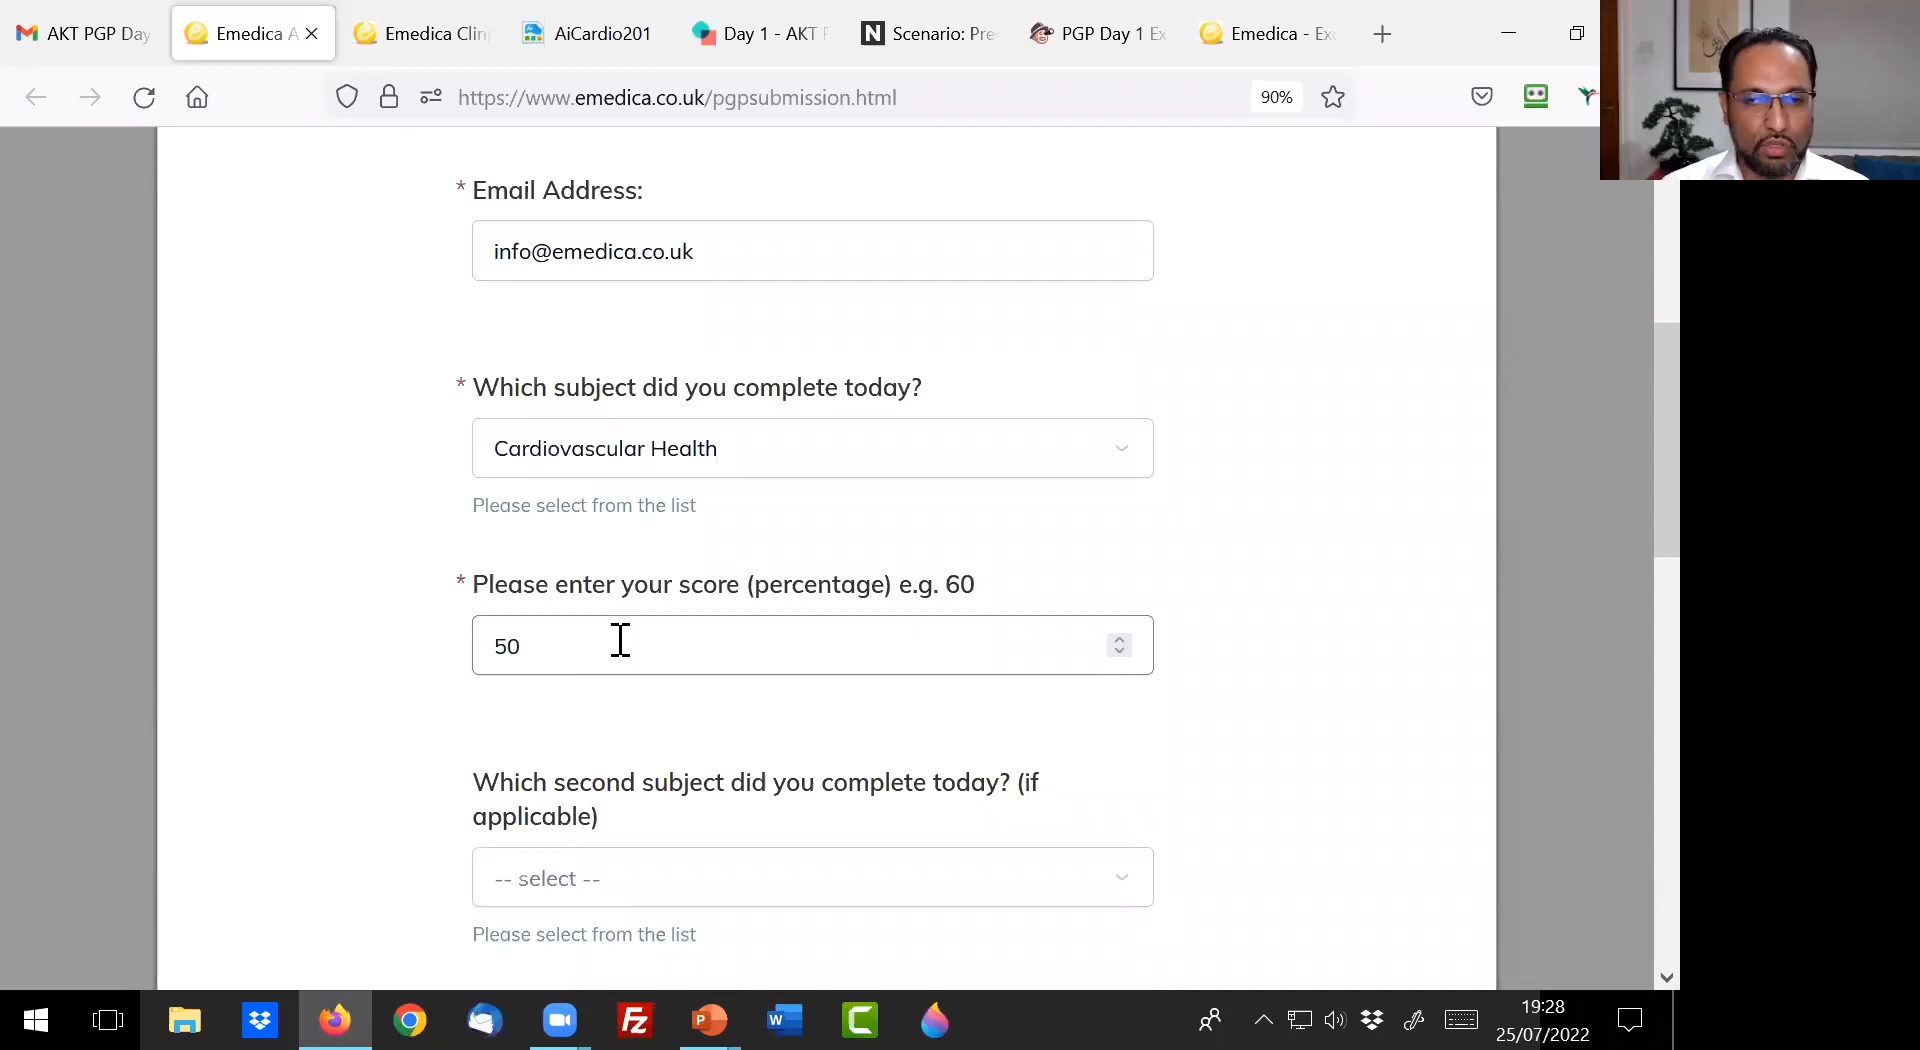 AKT PGP Day
Emedica A
Emedica Clin
AiCardio201
Day 1 - AKT P
Scenario: Pre
PGP Day 1 Ex
Emedica - Ex
https://www.emedica.co.uk/pgpsubmission.html
90%
* Email Address:
info@emedica.co.uk
* Which subject did you complete today?
Cardiovascular Health
Please select from the list
* Please enter your score (percentage) e.g. 60
50
Which second subject did you complete today? (if
applicable)
-- select --
Please select from the list
19:28
25/07/2022